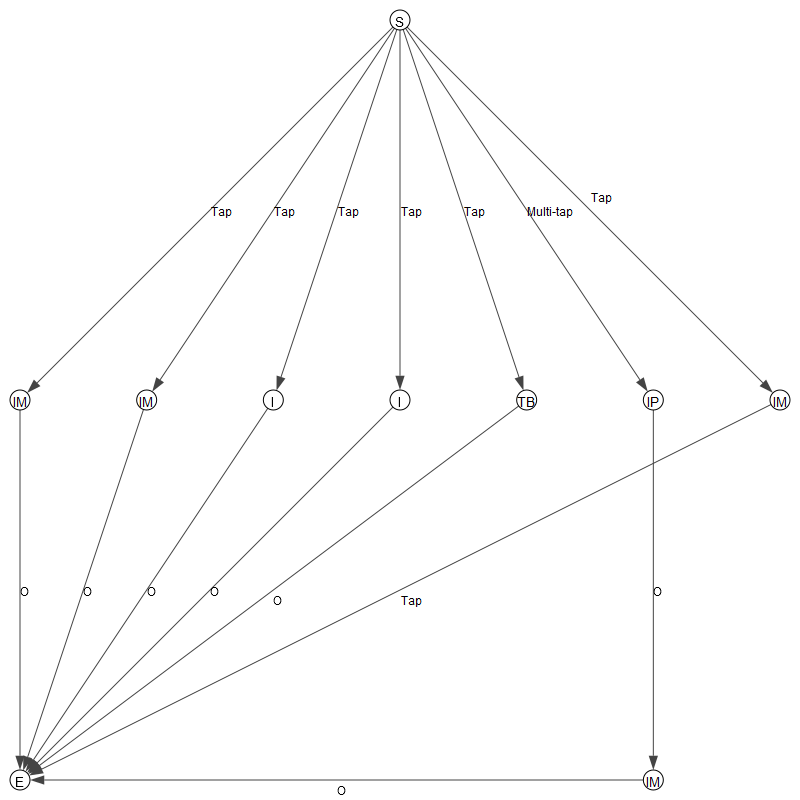 S
Tap
Tap Tap Tap Tap Tap Multi-tap
IM IM I I TB IP IM
O O O O O O
Tap
E IM
O